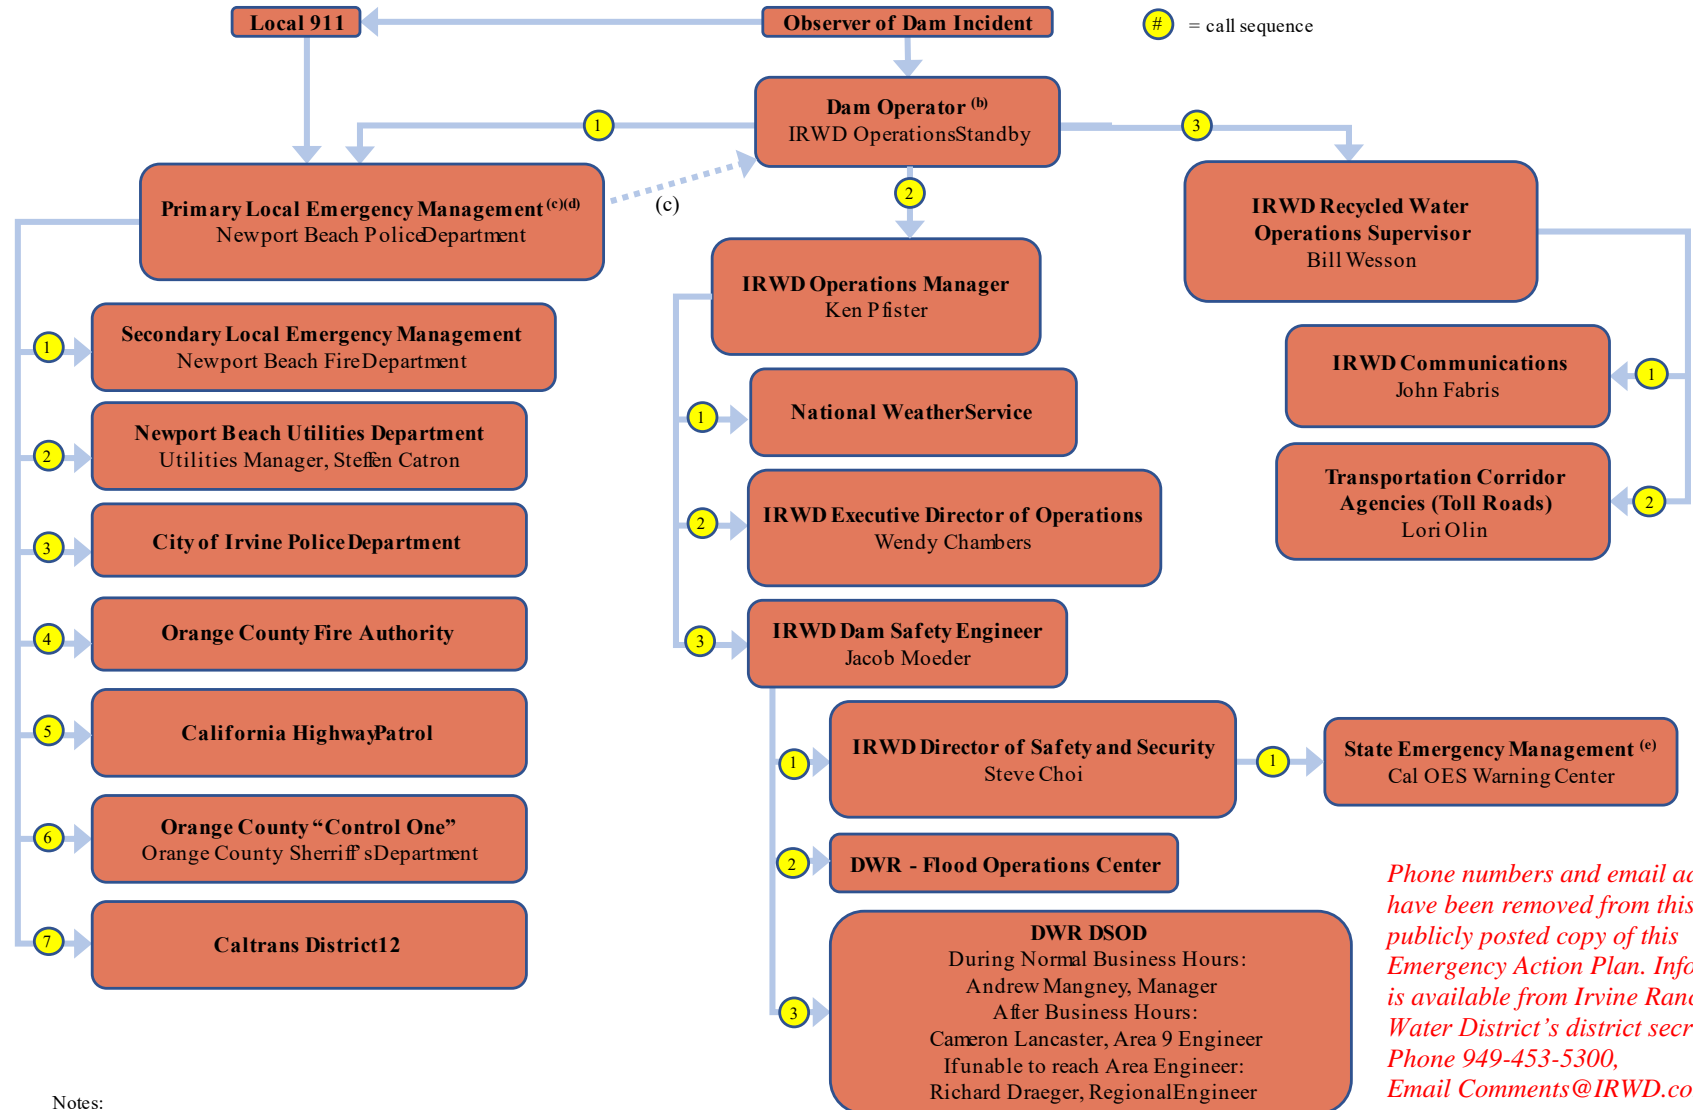 Local 911
Observer of Dam Incident
# = call sequence
Dam Operator (b)
IRWD OperationsStandby
1
3
2
(c)
Primary Local Emergency Management (c)(d)
Newport Beach PoliceDepartment
IRWD Recycled Water
Operations Supervisor
Bill Wesson
IRWD Operations Manager
Ken Pfister
1
Secondary Local Emergency Management
Newport Beach FireDepartment
2
Newport Beach Utilities Department
Utilities Manager, Steffen Catron
3
City of Irvine PoliceDepartment
4
Orange County Fire Authority
5
California HighwayPatrol
6
Orange County “Control One”
Orange County Sherriff’sDepartment
7
Caltrans District12
1
National WeatherService
2
IRWD Executive Director of Operations
Wendy Chambers
3
IRWD Dam Safety Engineer
Jacob Moeder
IRWD Communications
John Fabris
1
Transportation Corridor
Agencies (Toll Roads)
Lori Olin
2
1
IRWD Director of Safety and Security
Steve Choi
1
State Emergency Management (e)
Cal OES Warning Center
2
DWR - Flood Operations Center
3
DWR DSOD
During Normal Business Hours:
Andrew Mangney, Manager
After Business Hours:
Cameron Lancaster, Area 9 Engineer
Ifunable to reach Area Engineer:
Richard Draeger, RegionalEngineer
Phone numbers and email
have been removed from this
publicly posted copy of this
Emergency Action Plan.
is available from Irvine
Water District’s district
Phone 949-453-5300,
Email Comments@IRWD.co
Notes: